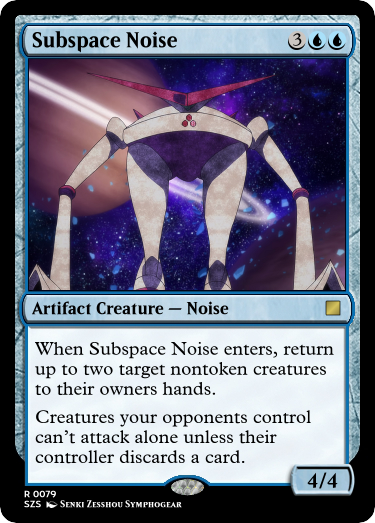 Subspace Noise 3
Artifact Creature — Noise
When Subspace Noise enters, return
up to two target nontoken creatures
to their owners hands.
Creatures your opponents control
can't attack alone unless their
controller discards a card.
4/4
R 0079
SZS Senki Zesshou Symphogear